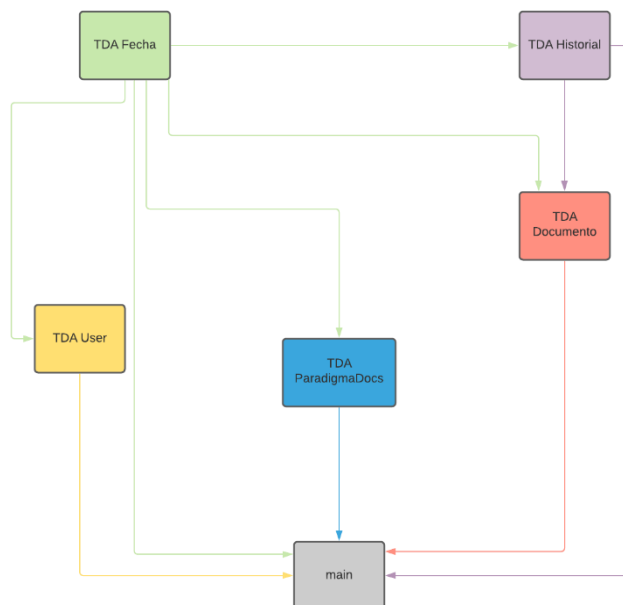 TDA Fecha
TDA Historial
TDA
Documento
TDA User
TDA
ParadigmaDocs
main